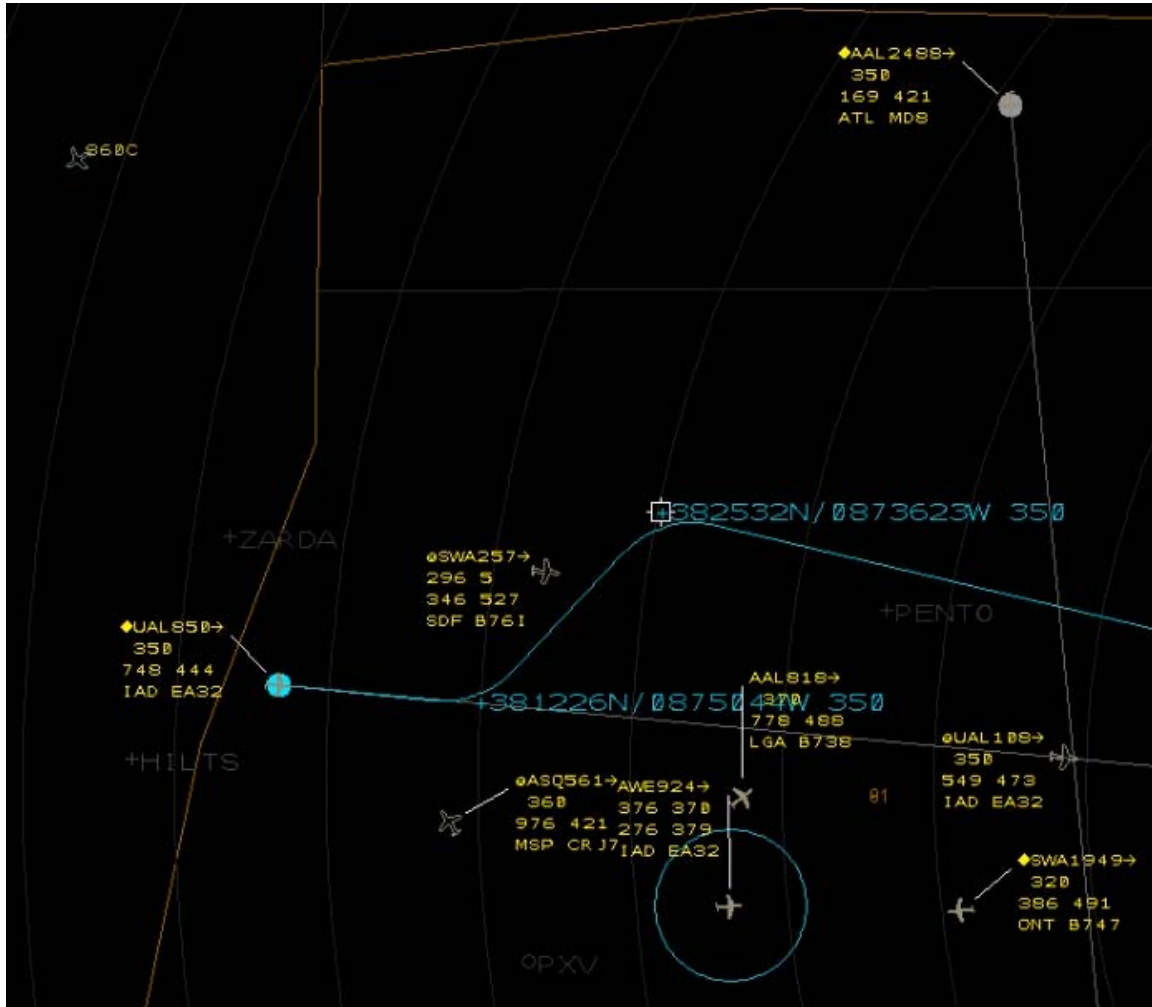 ◆AAL2488→
350
169 421
ATL MD8
860C
+382532N/0873623W 350
+ZARDA
@SWA257→
296 5
346 527
SDF B76I
+PENTO
◆UAL850→
350
748 444
IAD EA32
+381226N/0875044W 350
AAL818→
778 488
LGA B738
+HILTS
@UAL108→
350
549 473
IAD EA32
@ASQ561→
360
976 421
MSP CRJ7
AWE924→
376 370
276 379
IAD EA32
81
◆SWA1949→
320
386 491
ONT B747
PXV